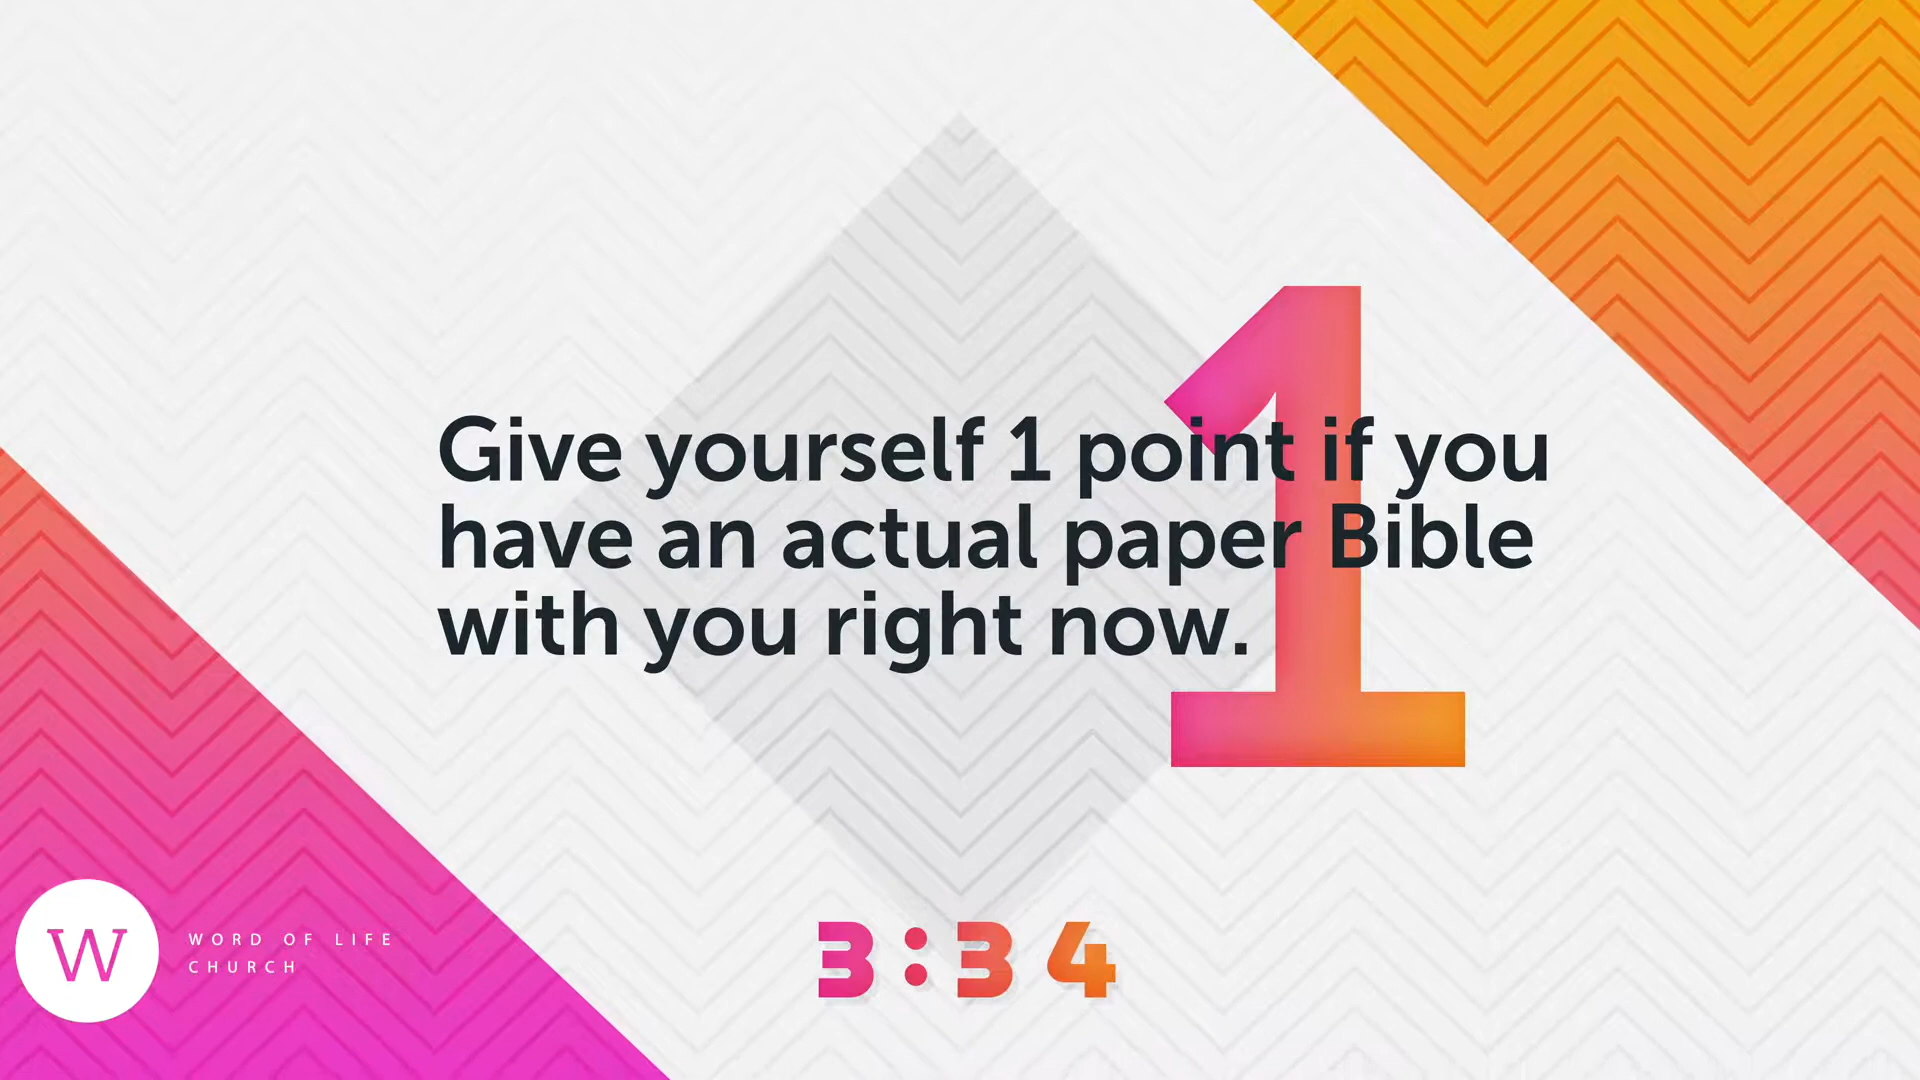 1
Give yourself 1 point if you
have an actual paper Bible
with you right now.
3:34
W
WORD OF LIFE
CHURCH